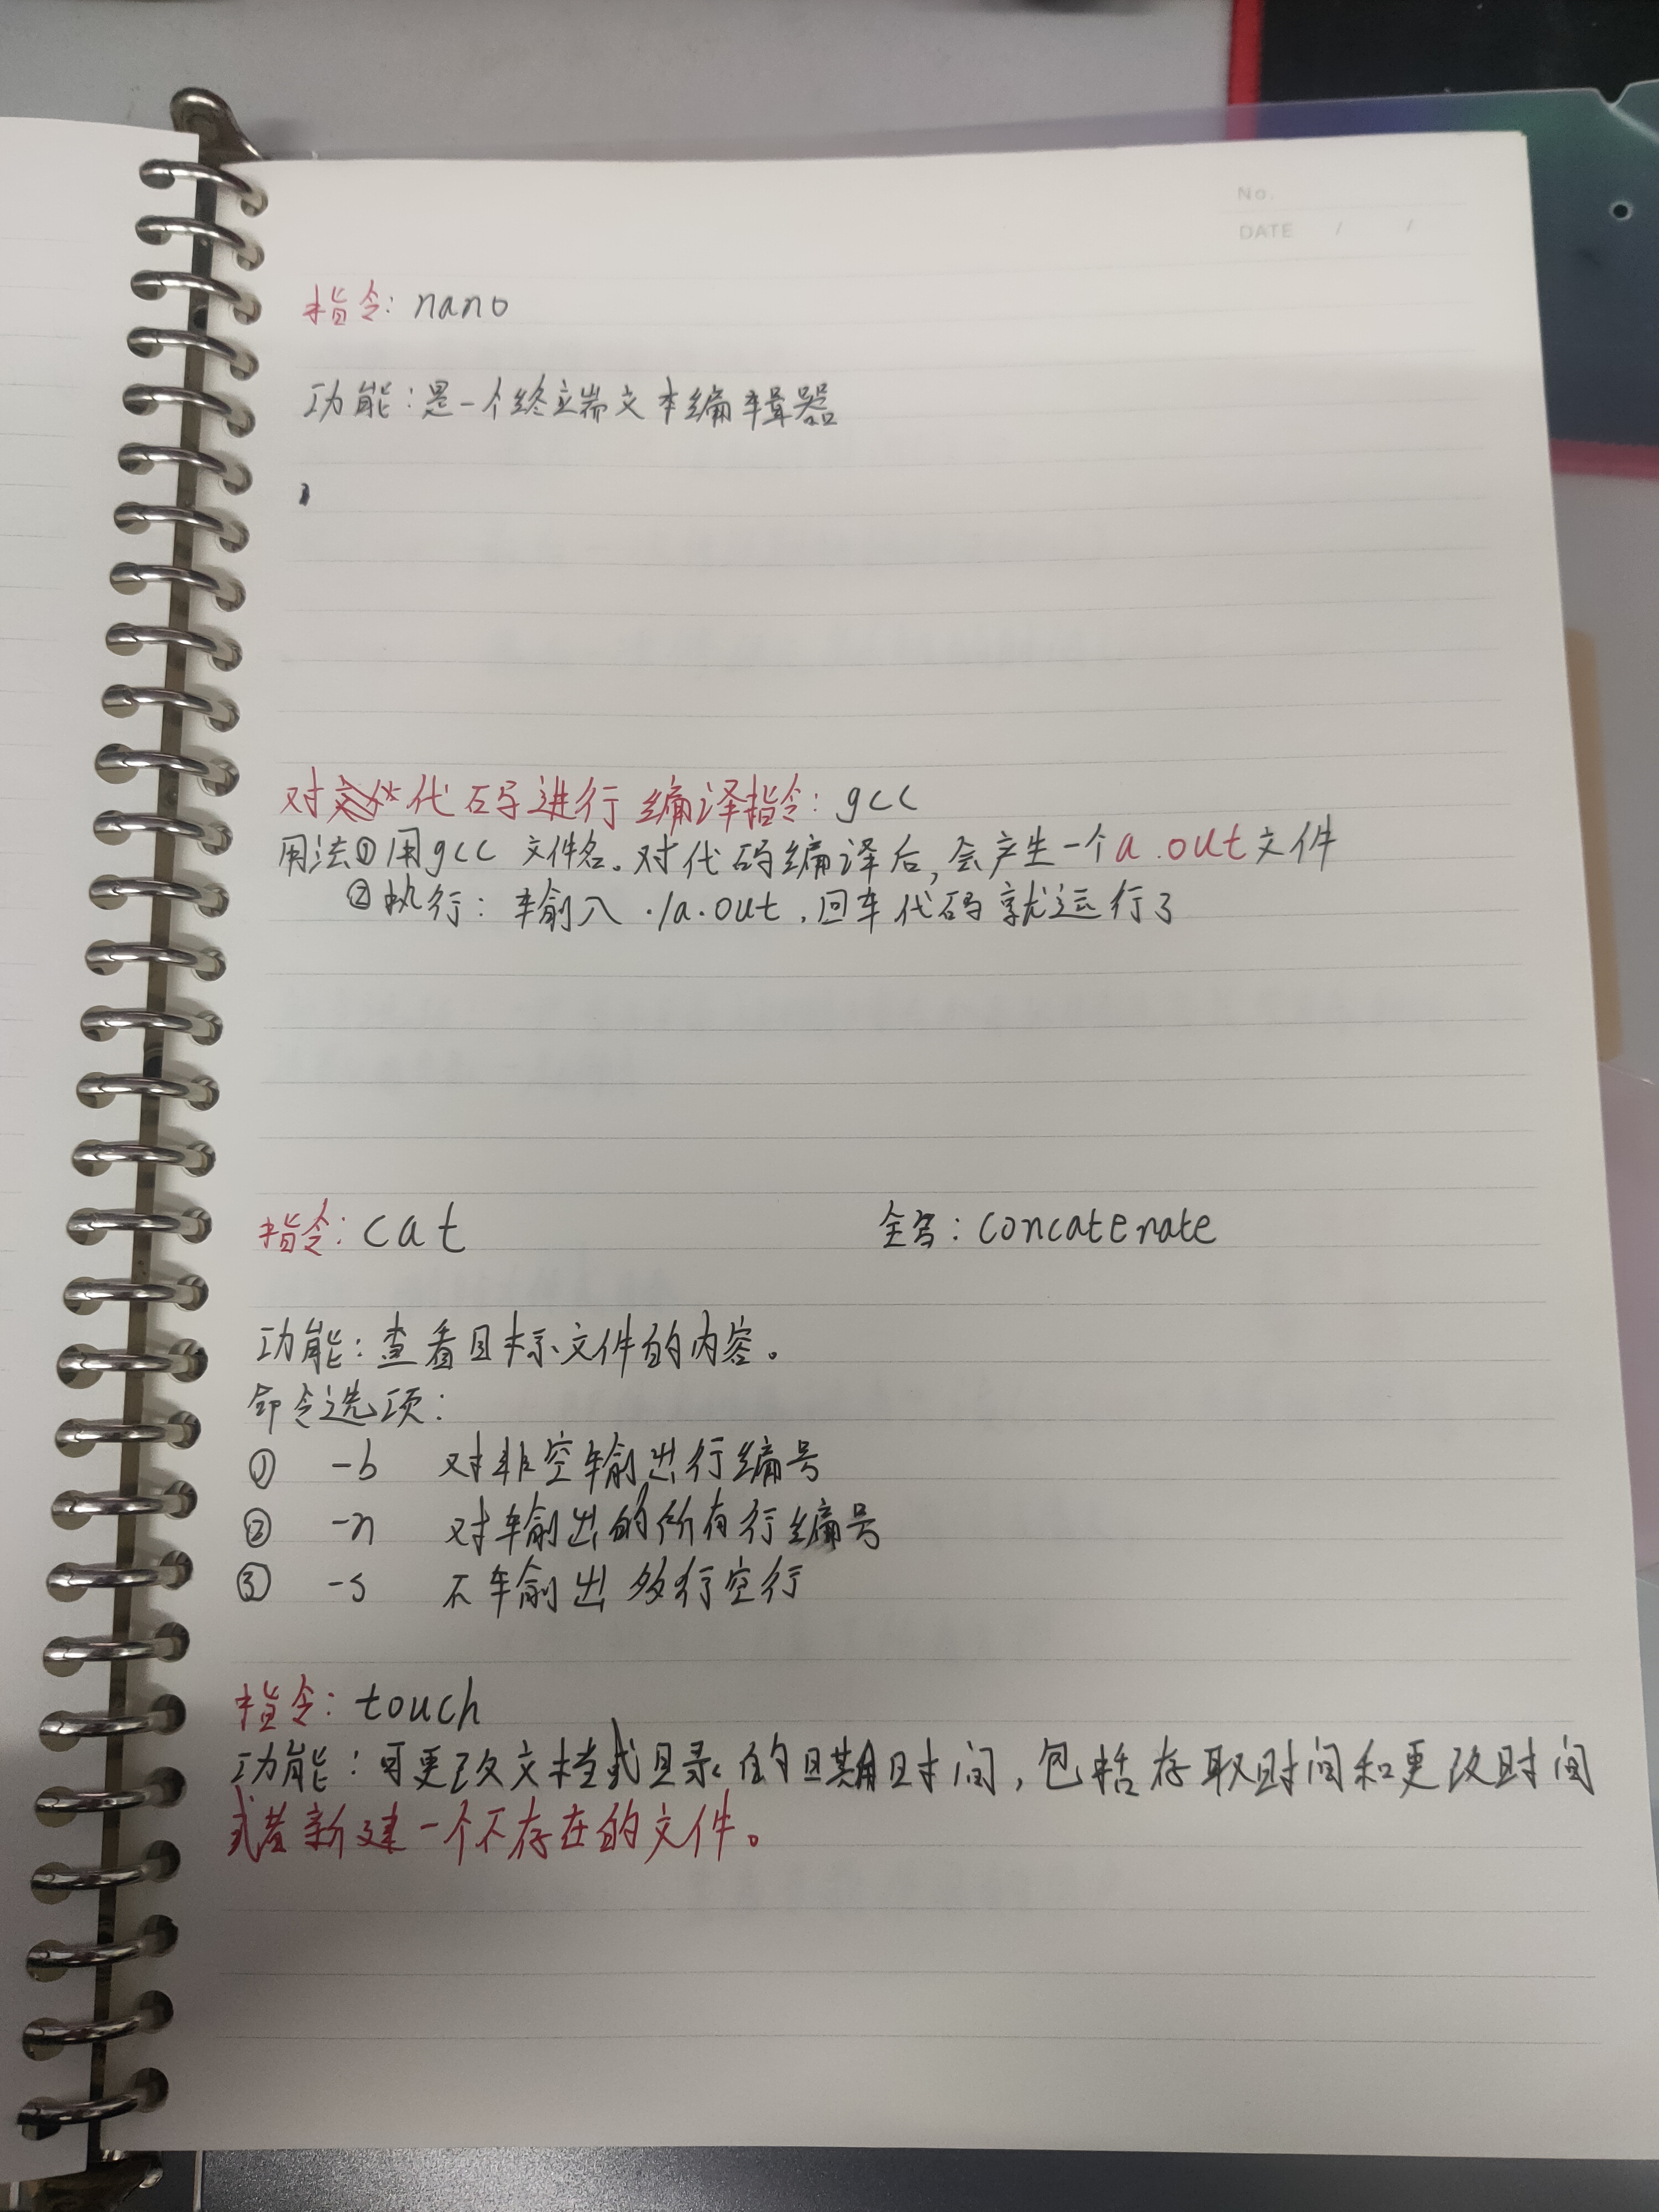 No.
DATE / /
指令: nano
功能:是一个终端文本编辑器
对代码进行编译指令: gcc
用法①用gcc 文件名。对代码编译后,会产生一个a.out文件
②执行: 输入 ./a.out,回车代码就运行了
指令: cat 全写: concatenate
功能:查看目标文件的内容。
命令选项:
① -b 对非空输出行编号
② -n 对输出的所有行编号
③ -s 不输出多行空行
指令: touch
功能:可更改文档或目录的日期时间,包括存取时间和更改时间
或者新建一个不存在的文件。